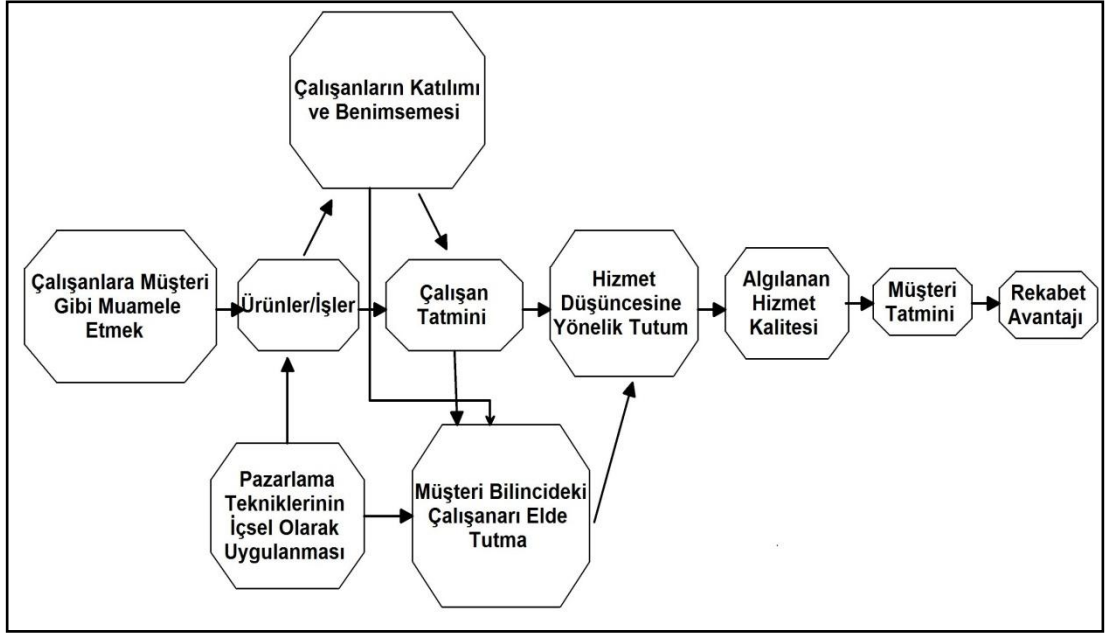 Çalışanların Katılımı
ve Benimsemesi
Çalışanlara Müşteri
Gibi Muamele
Etmek
Ürünler/İşler
Çalışan
Tatmini
Hizmet
Düşüncesine
Yönelik Tutum
Algılanan
Hizmet
Kalitesi
Müşteri
Tatmini
Rekabet
Avantajı
Pazarlama
Tekniklerinin
İçsel Olarak
Uygulanması
Müşteri Bilincideki
Çalışanarı Elde
Tutma